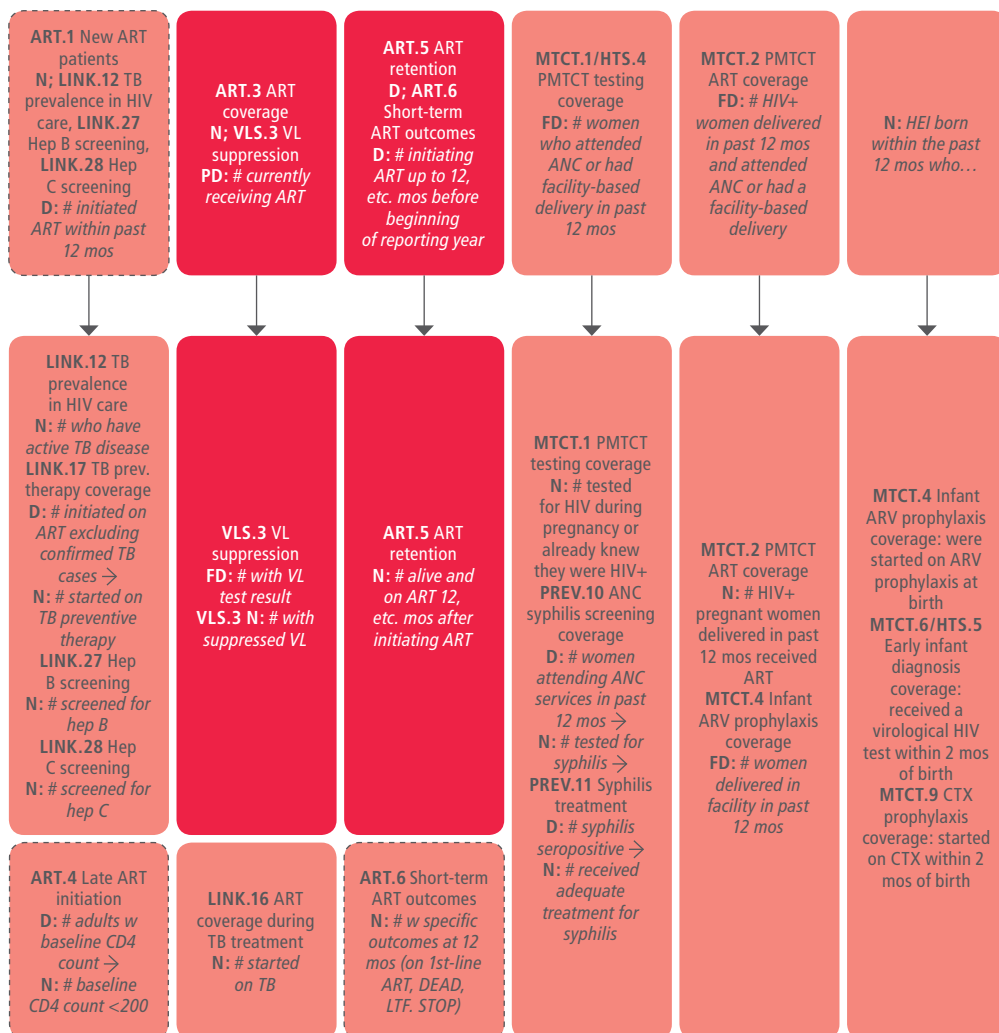 ART.1 New ART
patients
N; LINK.12 TB
prevalence in HIV
care, LINK.27
Hep B screening,
LINK.28 Hep
C screening
D: # initiated
ART within past
12 mos
ART.3 ART
coverage
N; VLS.3 VL
suppression
PD: # currently
receiving ART
ART.5 ART
retention
D; ART.6
Short-term
ART outcomes
D: # initiating
ART up to 12,
etc. mos before
beginning
of reporting year
MTCT.1/HTS.4
PMTCT testing
coverage
FD: # women
who attended
ANC or had
facility-based
delivery in past
12 mos
MTCT.2 PMTCT
ART coverage
FD: # HIV+
women delivered
in past 12 mos
and attended
ANC or had a
facility-based
delivery
N: HEI born
within the past
12 mos who…
LINK.12 TB
prevalence
in HIV care
N: # who have
active TB disease
LINK.17 TB prev.
therapy coverage
D: # initiated on
ART excluding
confirmed TB
cases →
N: # started on
TB preventive
therapy
LINK.27 Hep
B screening
N: # screened for
hep B
LINK.28 Hep
C screening
N: # screened for
hep C
VLS.3 VL
suppression
FD: # with VL
test result
VLS.3 N: # with
suppressed VL
ART.5 ART
retention
N: # alive and
on ART 12,
etc. mos after
initiating ART
MTCT.1 PMTCT
testing coverage
N: # tested
for HIV during
pregnancy or
already knew
they were HIV+
PREV.10 ANC
syphilis screening
coverage
D: # women
attending ANC
services in past
12 mos →
N: # tested for
syphilis →
PREV.11 Syphilis
treatment
D: # syphilis
seropositive →
N: # received
adequate
treatment for
syphilis
MTCT.2 PMTCT
ART coverage
N: # HIV+
pregnant women
delivered in past
12 mos received
ART
MTCT.4 Infant
ARV prophylaxis
coverage
FD: # women
delivered in
facility in past
12 mos
MTCT.4 Infant
ARV prophylaxis
coverage: were
started on ARV
prophylaxis at
birth
MTCT.6/HTS.5
Early infant
diagnosis
coverage:
received a
virological HIV
test within 2 mos
of birth
MTCT.9 CTX
prophylaxis
coverage: started
on CTX within 2
mos of birth
ART.4 Late ART
initiation
D: # adults w
baseline CD4
count →
N: # baseline
CD4 count <200
LINK.16 ART
coverage during
TB treatment
N: # started
on TB
ART.6 Short-term
ART outcomes
N: # w specific
outcomes at 12
mos (on 1st-line
ART, DEAD,
LTF. STOP)